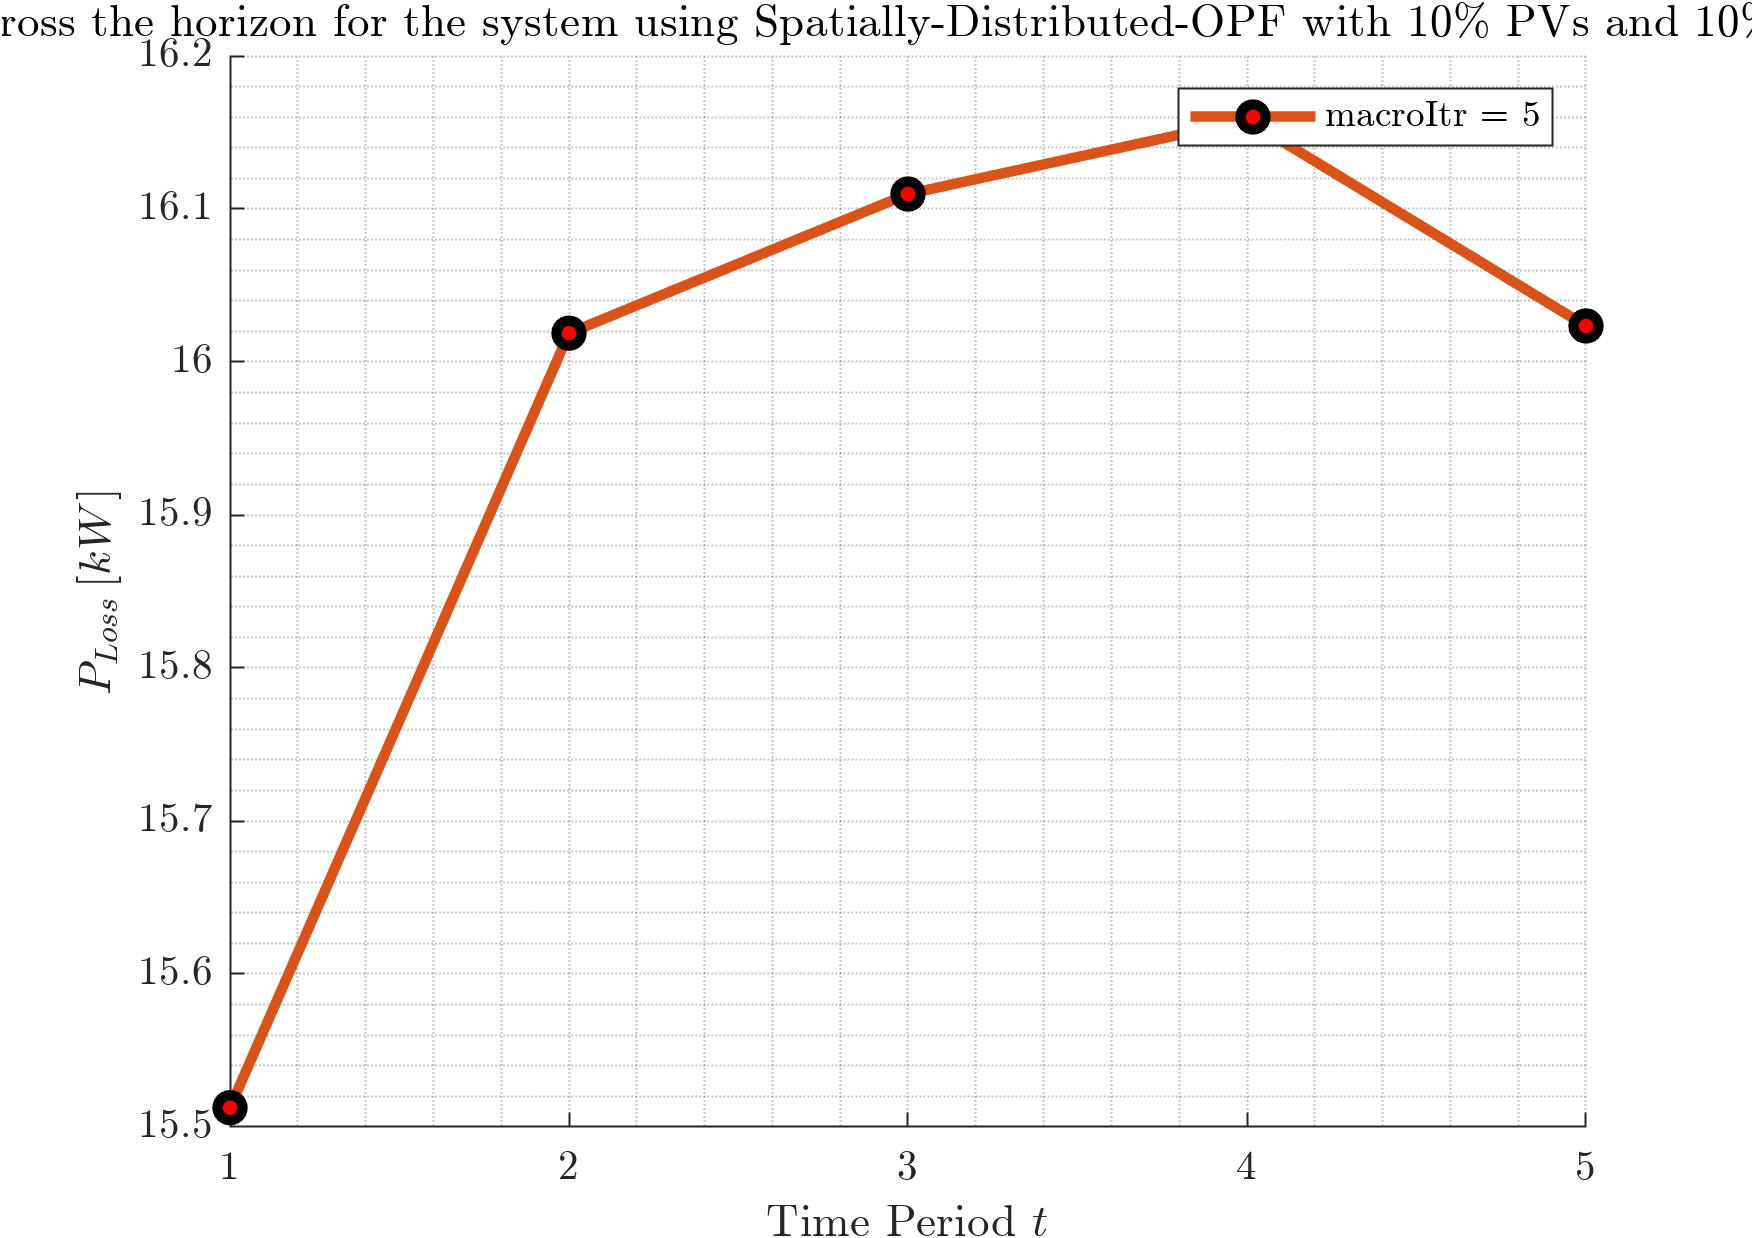 ross the horizon for the system using Spatially-Distributed-OPF with 10% PVs and 10%
16.2
16.1
16
15.9
15.8
15.7
15.6
15.5
P_Loss [kW]
macroItr = 5
1 2 3 4 5
Time Period t